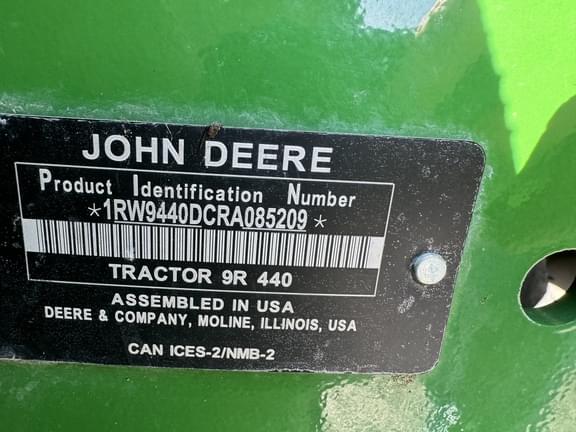 JOHN DEERE
Product Identification Number
*1RW9440DCRA085209*
TRACTOR 9R 440
ASSEMBLED IN USA
DEERE & COMPANY, MOLINE, ILLINOIS, USA
CAN ICES-2/NMB-2